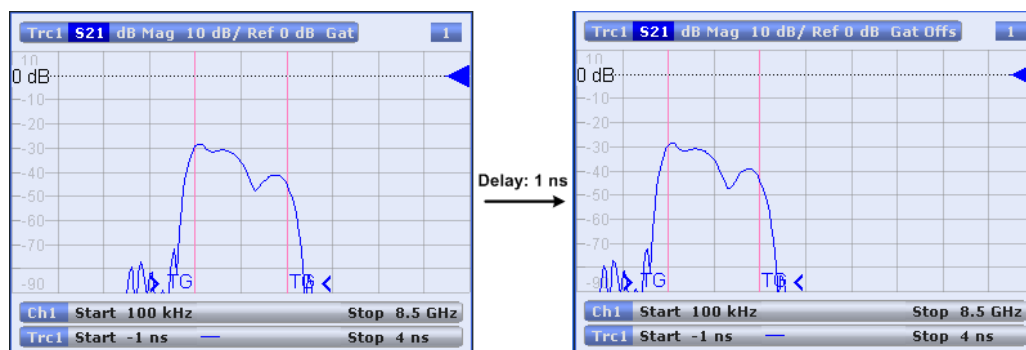 Trc1 S21 dB Mag 10 dB/ Ref 0 dB Gat 1
10
0 dB
-10
-20
-30
-40
-50
-60
-70
-90
TG TG
Ch1 Start 100 kHz Stop 8.5 GHz
Trc1 Start -1 ns Stop 4 ns
Delay: 1 ns
Trc1 S21 dB Mag 10 dB/ Ref 0 dB Gat Offs 1
10
0 dB
-10
-20
-30
-40
-50
-60
-70
-90
TG TG
Ch1 Start 100 kHz Stop 8.5 GHz
Trc1 Start -1 ns Stop 4 ns